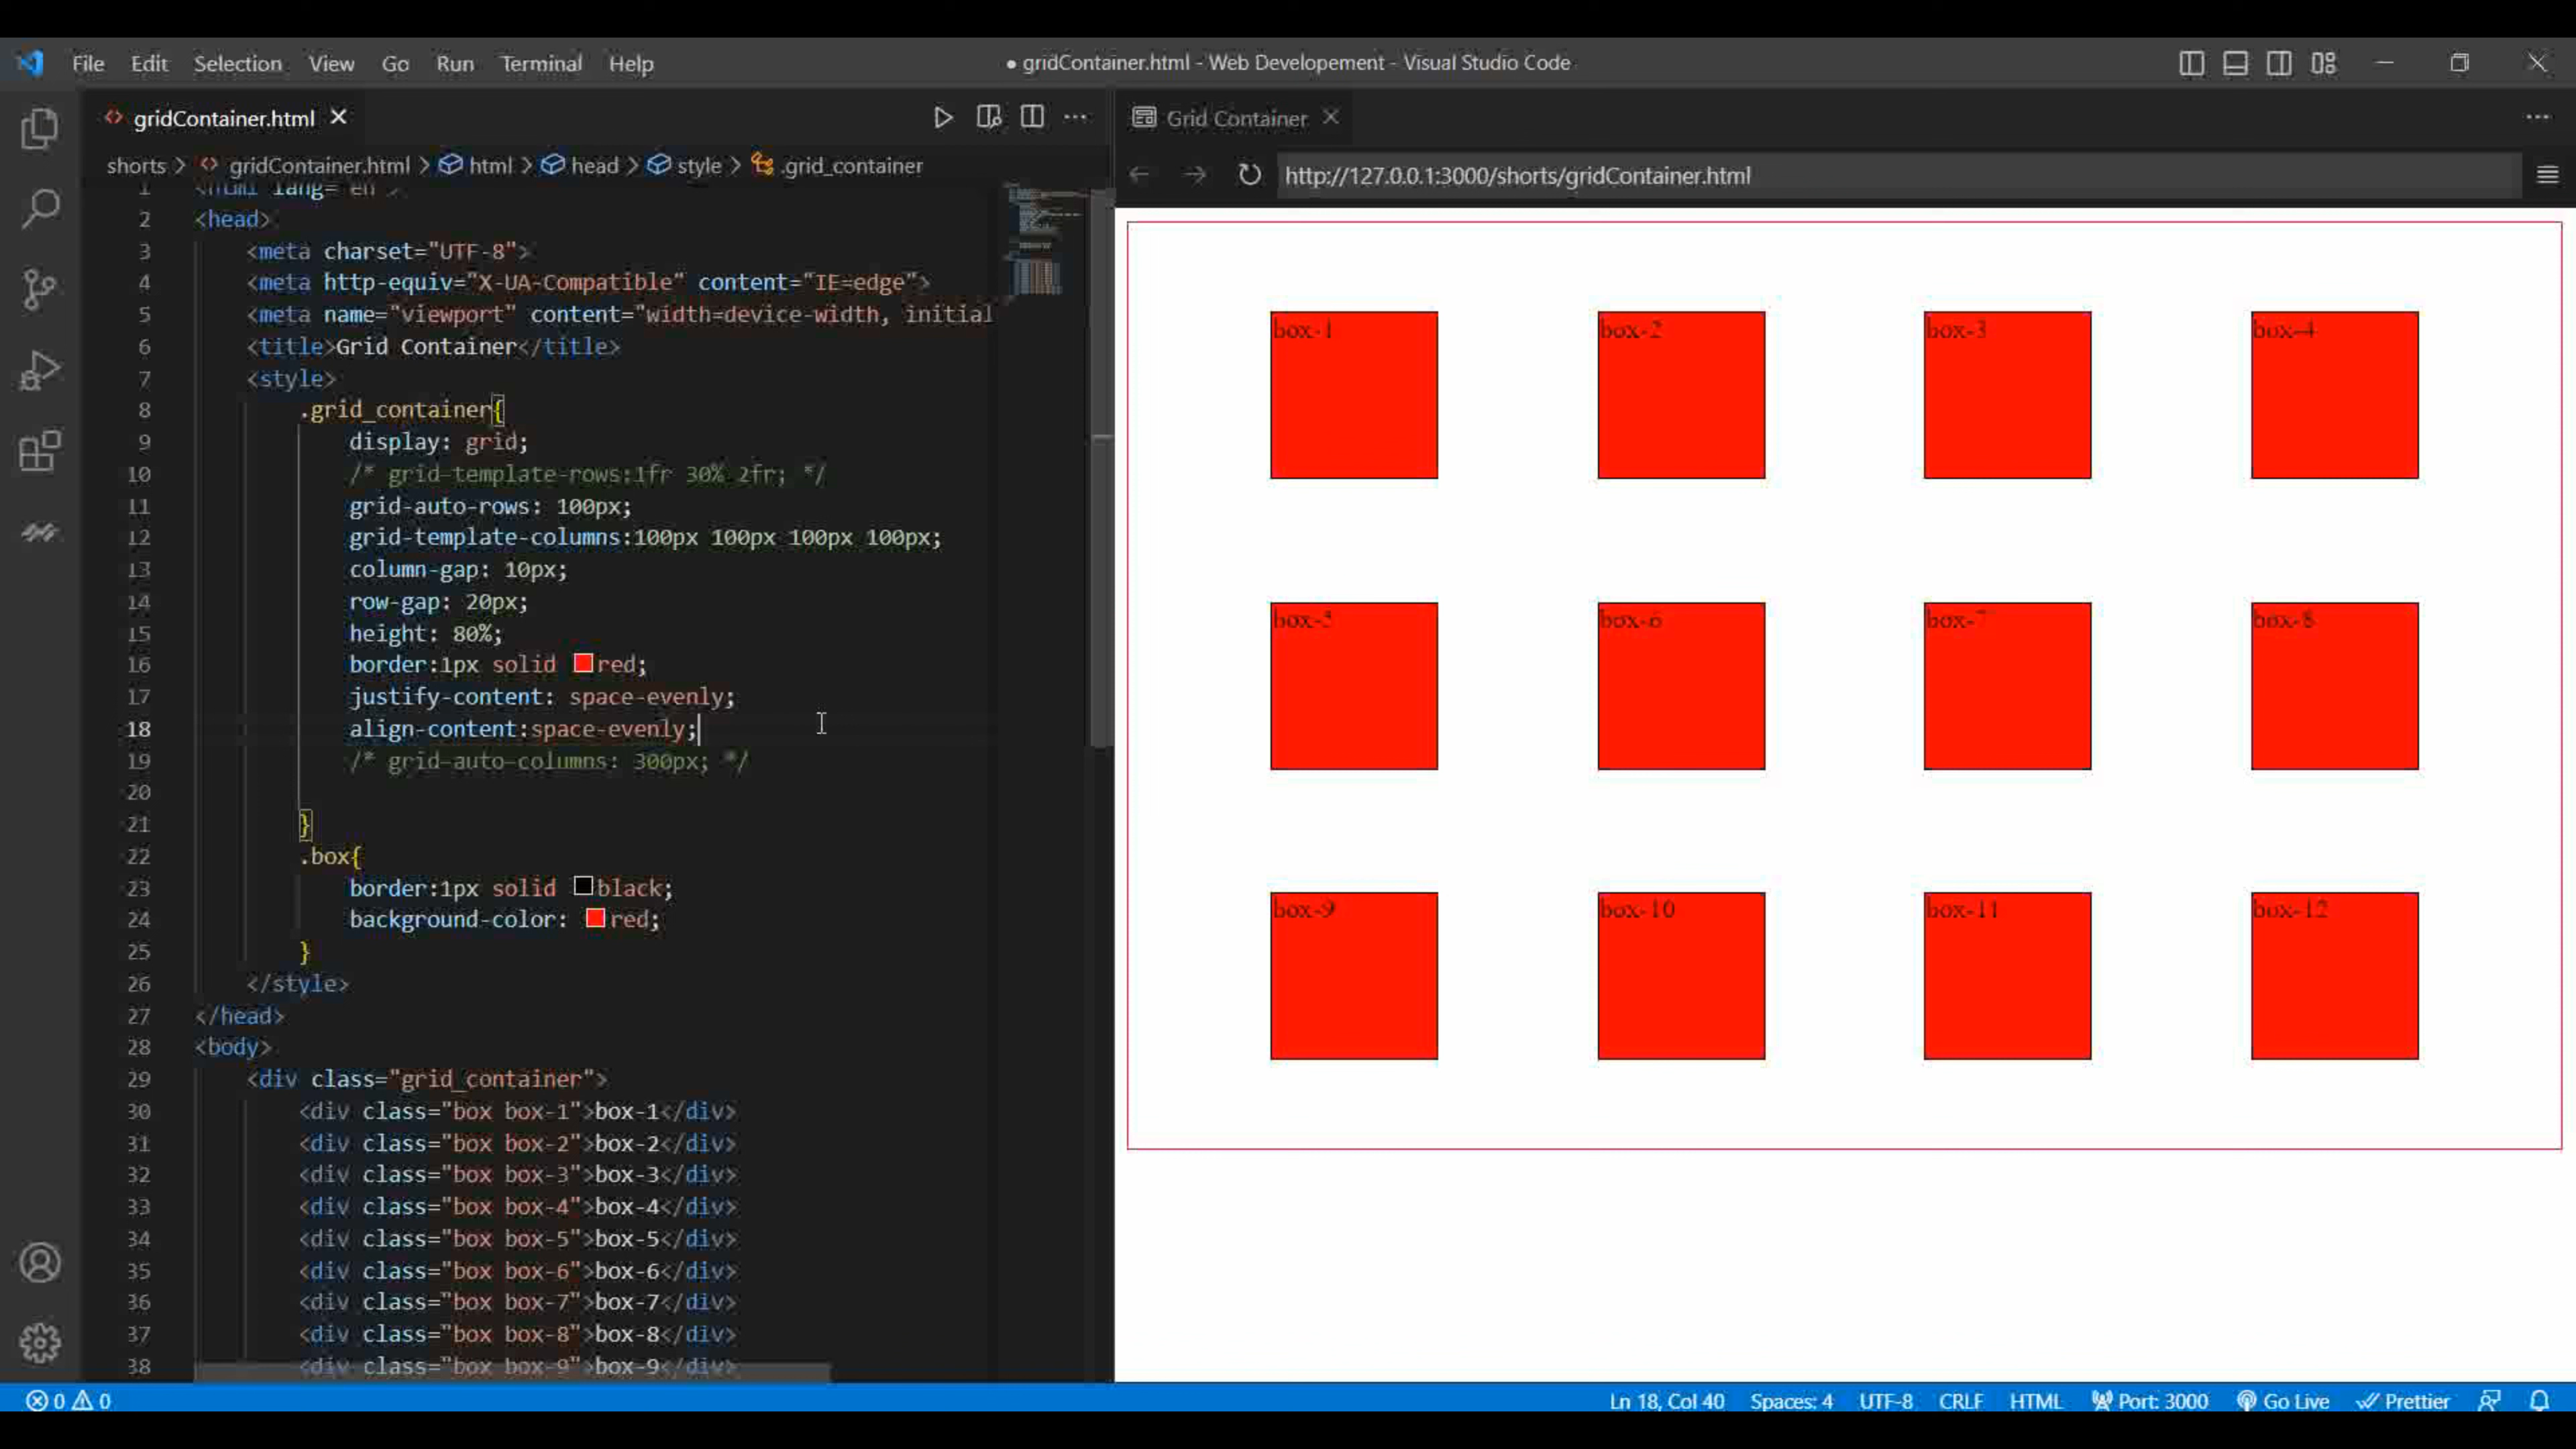 File Edit Selection View Go Run Terminal Help
● gridContainer.html - Web Developement - Visual Studio Code
gridContainer.html
shorts > gridContainer.html > html > head > style > .grid_container
1 <html lang="en">
2 <head>
3 <meta charset="UTF-8">
4 <meta http-equiv="X-UA-Compatible" content="IE=edge">
5 <meta name="viewport" content="width=device-width, initial
6 <title>Grid Container</title>
7 <style>
8 .grid_container{
9 display: grid;
10 /* grid-template-rows:1fr 30% 2fr; */
11 grid-auto-rows: 100px;
12 grid-template-columns:100px 100px 100px 100px;
13 column-gap: 10px;
14 row-gap: 20px;
15 height: 80%;
16 border:1px solid red;
17 justify-content: space-evenly;
18 align-content:space-evenly;
19 /* grid-auto-columns: 300px; */
20
21 }
22 .box{
23 border:1px solid black;
24 background-color: red;
25 }
26 </style>
27 </head>
28 <body>
29 <div class="grid_container">
30 <div class="box box-1">box-1</div>
31 <div class="box box-2">box-2</div>
32 <div class="box box-3">box-3</div>
33 <div class="box box-4">box-4</div>
34 <div class="box box-5">box-5</div>
35 <div class="box box-6">box-6</div>
36 <div class="box box-7">box-7</div>
37 <div class="box box-8">box-8</div>
38 <div class="box box-9">box-9</div>
Grid Container
http://127.0.0.1:3000/shorts/gridContainer.html
box-1 box-2 box-3 box-4
box-5 box-6 box-7 box-8
box-9 box-10 box-11 box-12
0 0
Ln 18, Col 40 Spaces: 4 UTF-8 CRLF HTML Port: 3000 Go Live Prettier